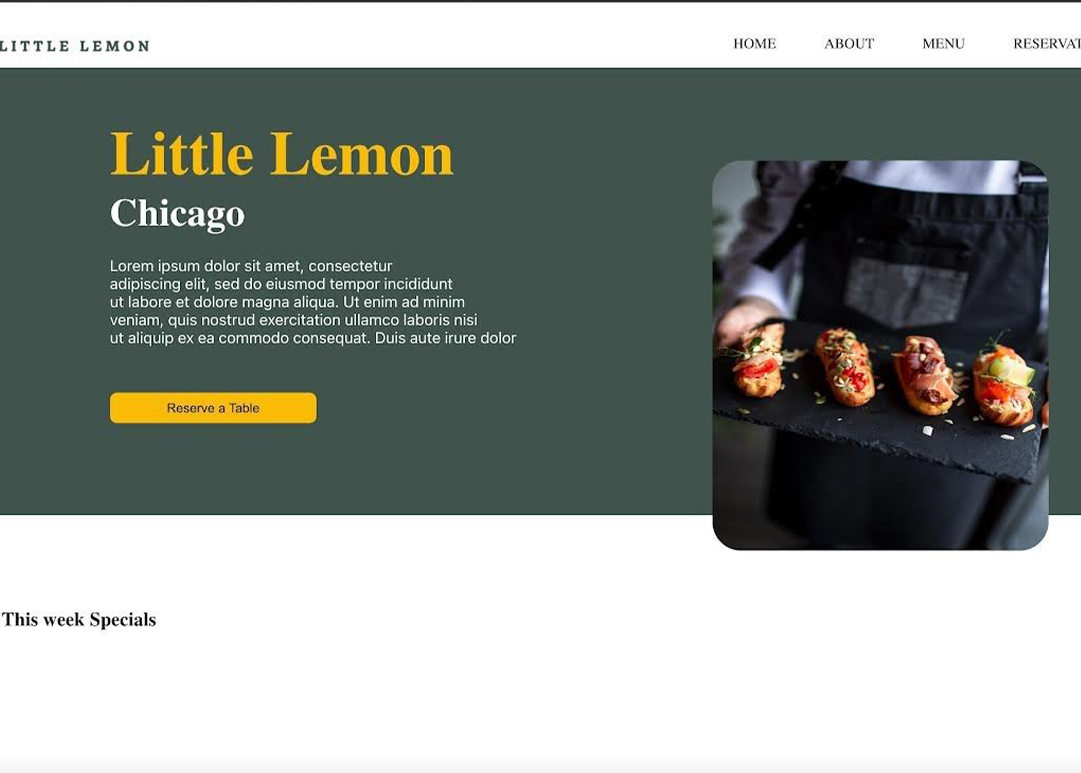 LITTLE LEMON
HOME ABOUT MENU
Little Lemon
Chicago
Lorem ipsum dolor sit amet, consectetur
adipiscing elit, sed do eiusmod tempor incididunt
ut labore et dolore magna aliqua. Ut enim ad minim
veniam, quis nostrud exercitation ullamco laboris nisi
ut aliquip ex ea commodo consequat. Duis aute irure dolor
Reserve a Table
This week Specials